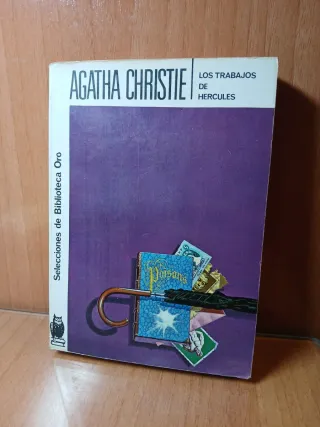 AGATHA CHRISTIE
LOS TRABAJOS
DE
HERCULES
Selecciones de Biblioteca Oro
Poisons